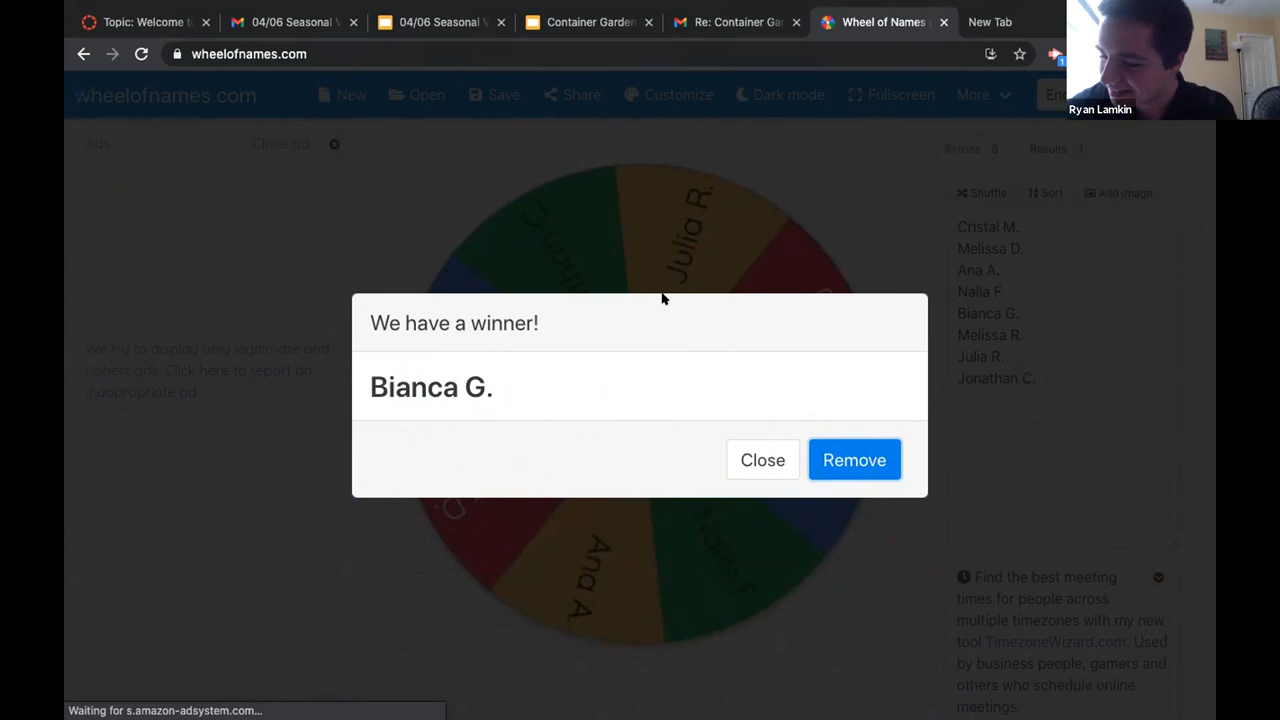 Topic: Welcome t
04/06 Seasonal V
04/06 Seasonal V
Container Garden
Re: Container Ga
Wheel of Names
New Tab
wheelofnames.com
1
Ryan Lamkin
wheelofnames.com
New
Open
Save
Share
Customize
Dark mode
Fullscreen
More
En
Ads
Close ad
Entries 8
Results 1
Shuffle
Sort
Add image
Cristal M.
Melissa D.
Ana A.
Nalla F.
Bianca G.
Melissa R.
Julia R.
Jonathan C.
Julia R.
We have a winner!
Bianca G.
Close
Remove
We try to display only legitimate and
honest ads. Click here to report an
inappropriate ad.
Ana A.
Find the best meeting
times for people across
multiple timezones with my new
tool TimezoneWizard.com. Used
by business people, gamers and
others who schedule online
meetings.
Waiting for s.amazon-adsystem.com...